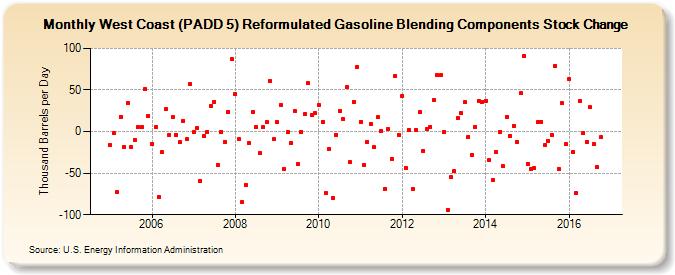 Monthly West Coast (PADD 5) Reformulated Gasoline Blending Components Stock Change
Thousand Barrels per Day
100
50
0
-50
-100
2006 2008 2010 2012 2014 2016
Source: U.S. Energy Information Administration